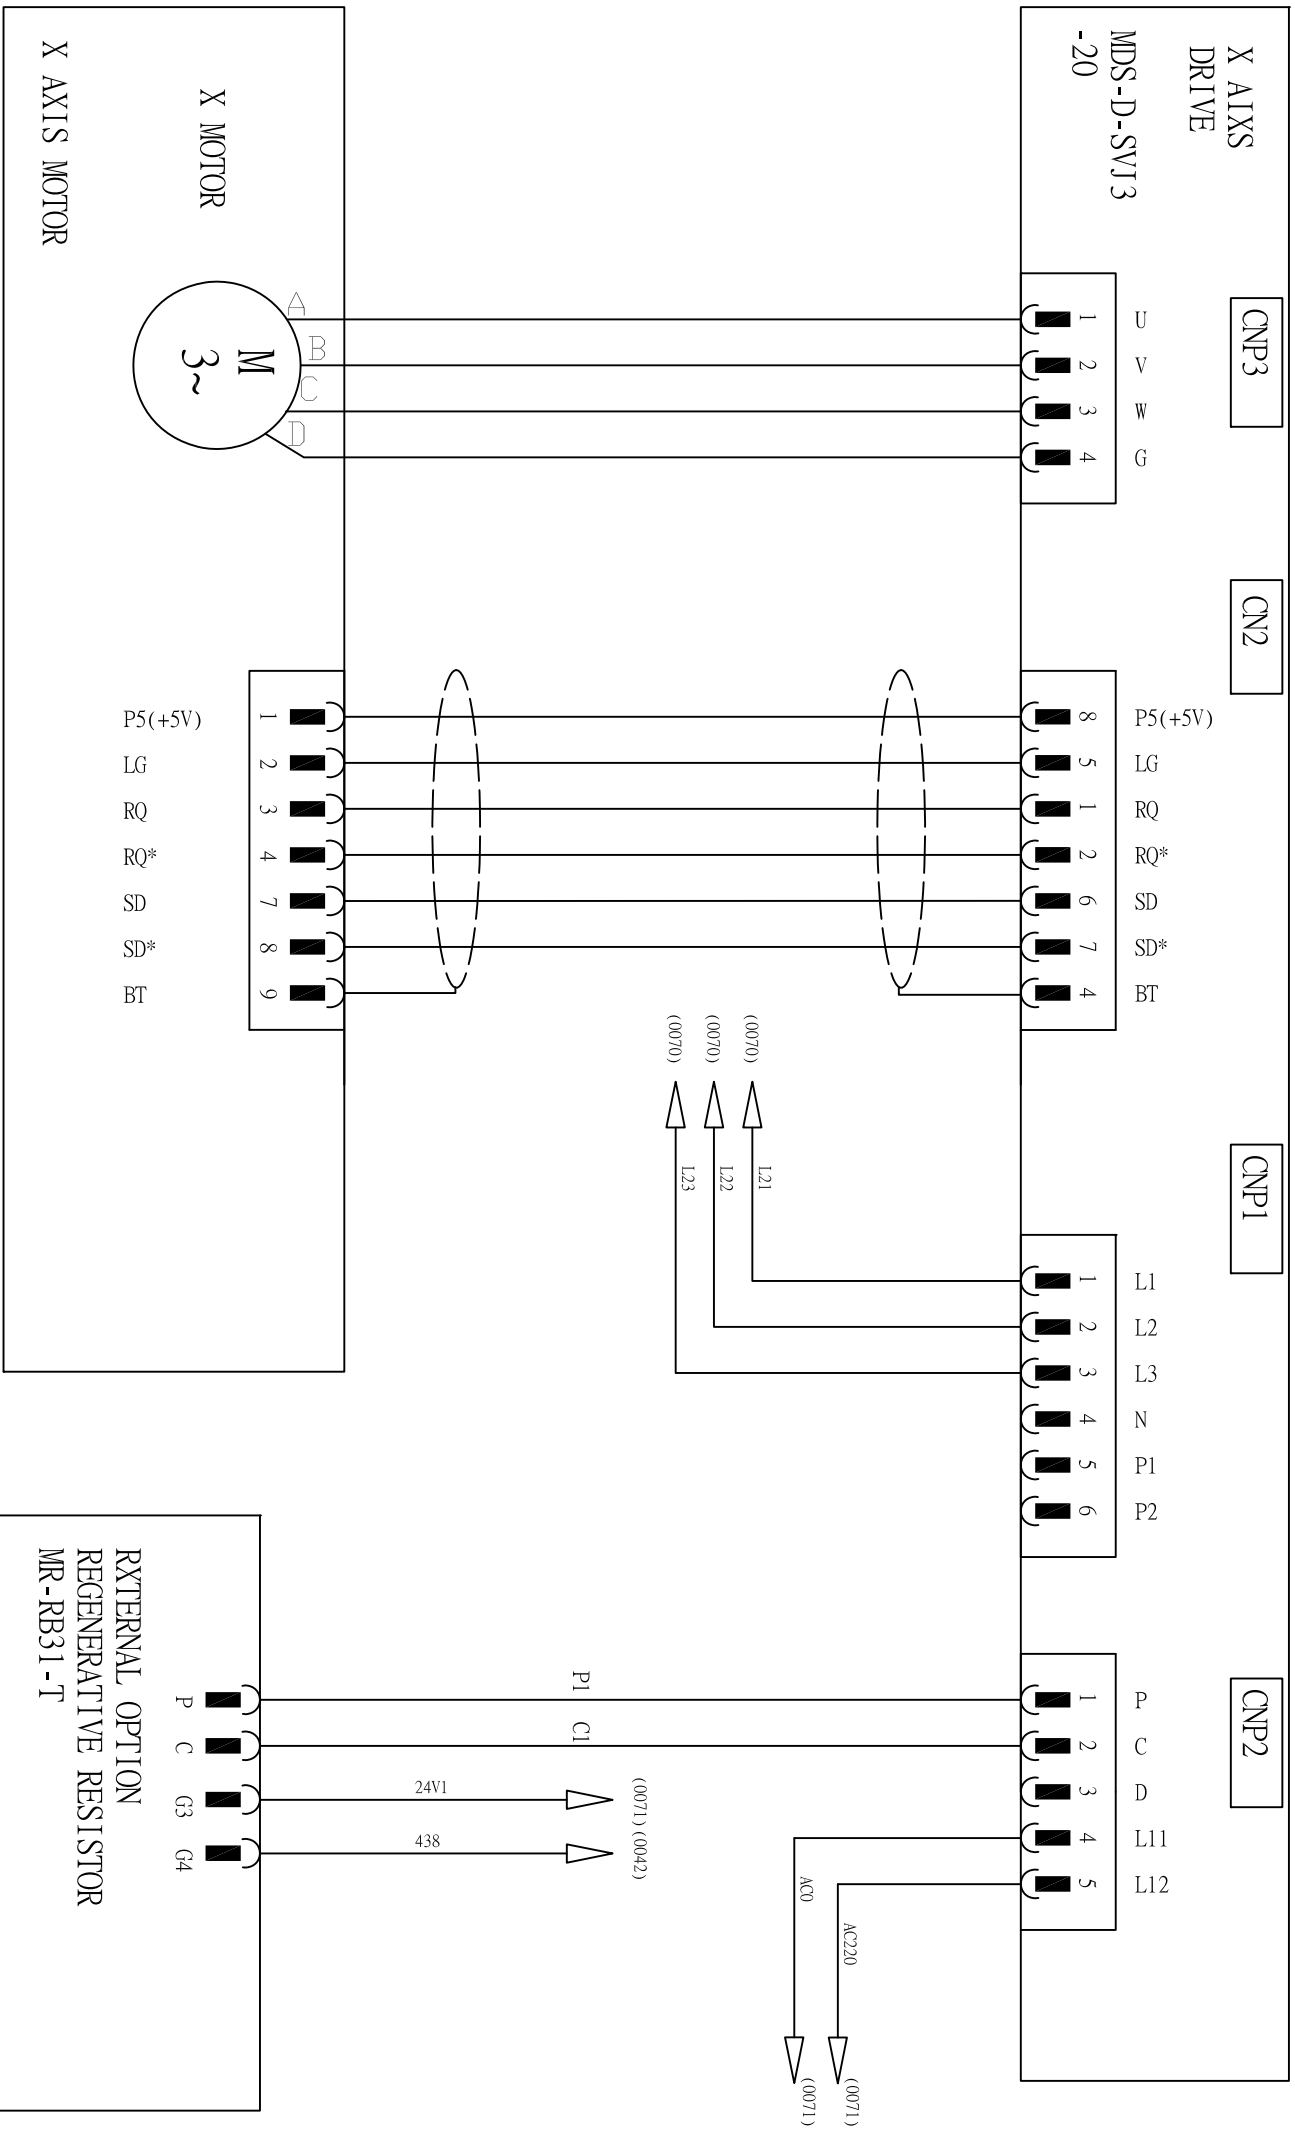 X AIXS
DRIVE
MDS-D-SVJ3
-20
CNP3
CN2
CNP1
CNP2
U
V
W
G
1
2
3
4
P5(+5V)
LG
RQ
RQ*
SD
SD*
BT
8
5
1
2
6
7
4
L1
L2
L3
N
P1
P2
1
2
3
4
5
6
P
C
D
L11
L12
1
2
3
4
5
(0070)
(0070)
(0070)
L21
L22
L23
AC220
AC0
(0071)
(0071)
P1
C1
24V1
438
(0071)(0042)
A
B
C
D
M
3~
X MOTOR
X AXIS MOTOR
1
2
3
4
7
8
9
P5(+5V)
LG
RQ
RQ*
SD
SD*
BT
P
C
G3
G4
RXTERNAL OPTION
REGENERATIVE RESISTOR
MR-RB31-T